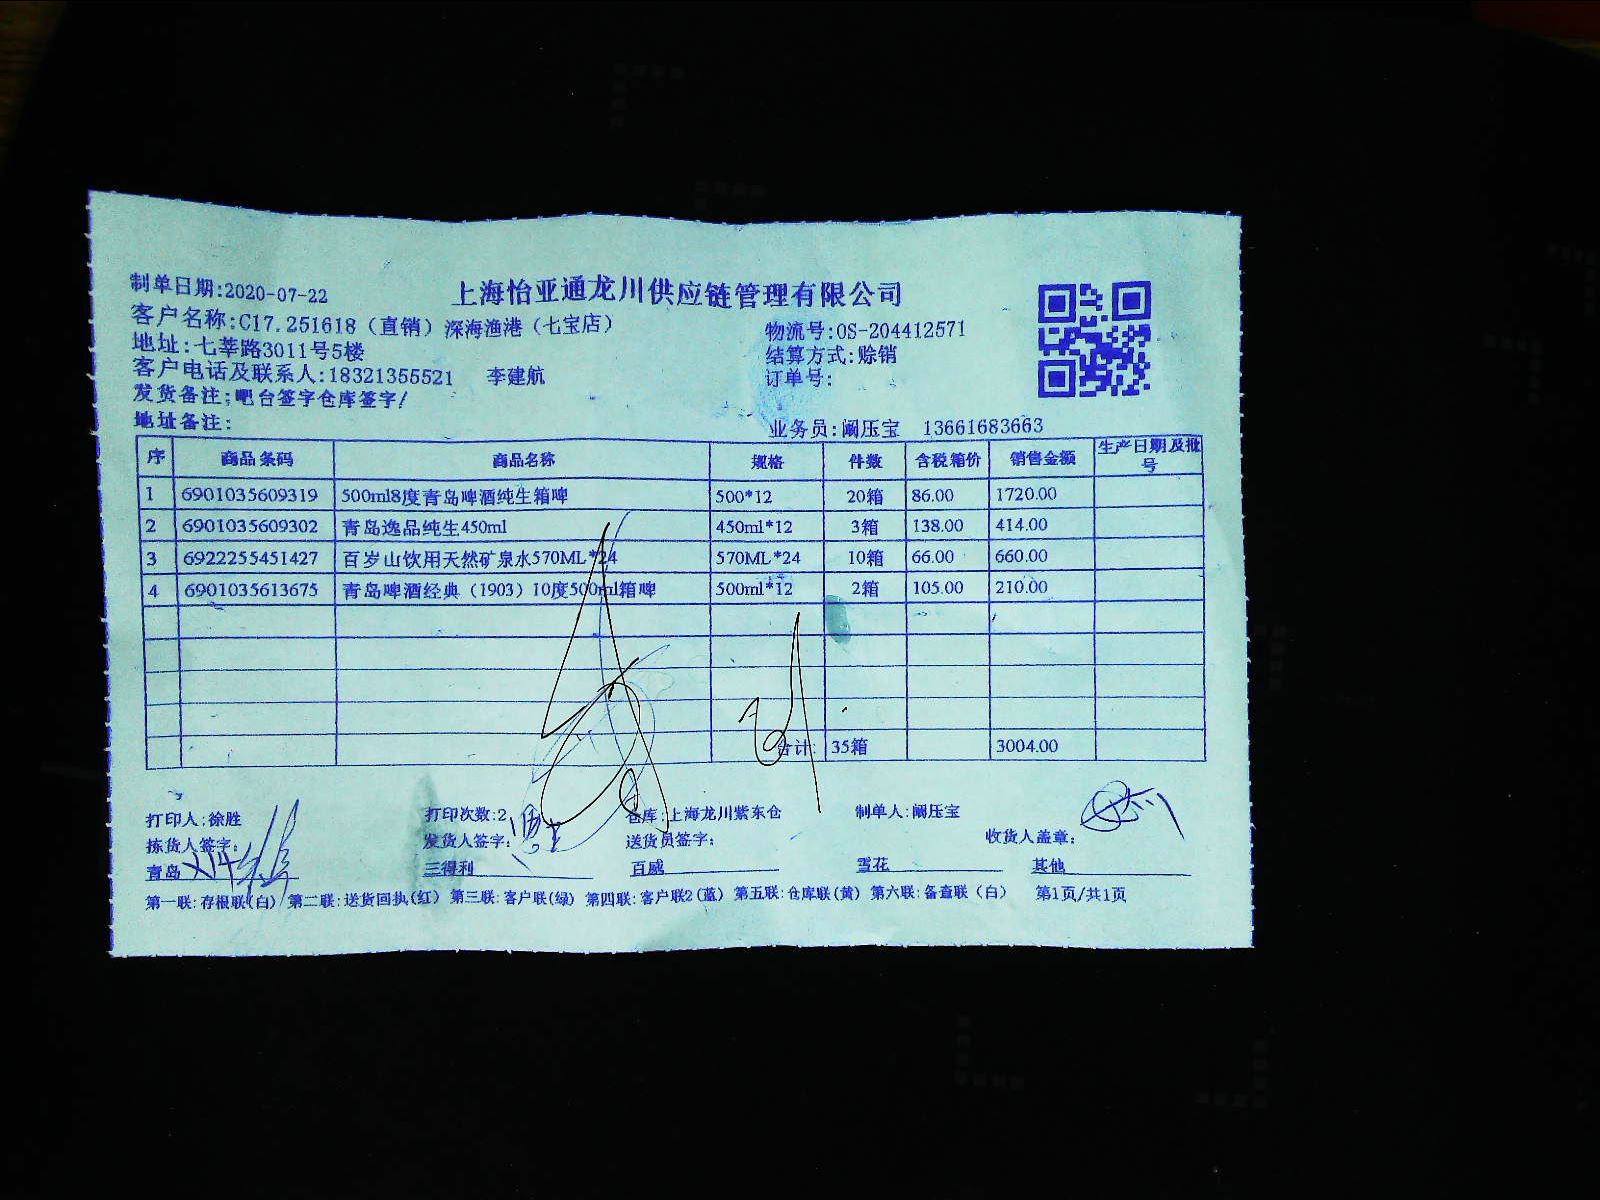 上海怡亚通龙川供应链管理有限公司
制单日期:2020-07-22
客户名称:C17.251618（直销）深海渔港（七宝店）
物流号:OS-204412571
地址:七莘路3011号5楼
结算方式:赊销
客户电话及联系人:18321355521 李建航
订单号:
发货备注:吧台签字仓库签字/
地址备注:
业务员:阚压宝 13661683663
序 商品条码 商品名称 规格 件数 含税箱价 销售金额 生产日期及批号
1 6901035609319 500ml8度青岛啤酒纯生箱啤 500*12 20箱 86.00 1720.00
2 6901035609302 青岛逸品纯生450ml 450ml*12 3箱 138.00 414.00
3 6922255451427 百岁山饮用天然矿泉水570ML*24 570ML*24 10箱 66.00 660.00
4 6901035613675 青岛啤酒经典（1903）10度500ml箱啤 500ml*12 2箱 105.00 210.00
合计: 35箱 3004.00
打印人:徐胜 打印次数:2 仓库:上海龙川紫东仓 制单人:阚压宝
拣货人签字: 发货人签字: 送货员签字: 收货人盖章:
青岛 三得利 百威 雪花 其他
第一联:存根联(白) 第二联:送货回执(红) 第三联:客户联(绿) 第四联:客户联2(蓝) 第五联:仓库联(黄) 第六联:备查联（白） 第1页/共1页